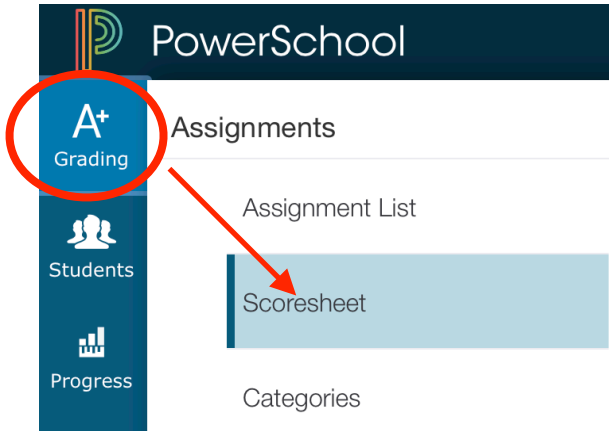 PowerSchool
A+
Grading
Students
Progress
Assignments
Assignment List
Scoresheet
Categories